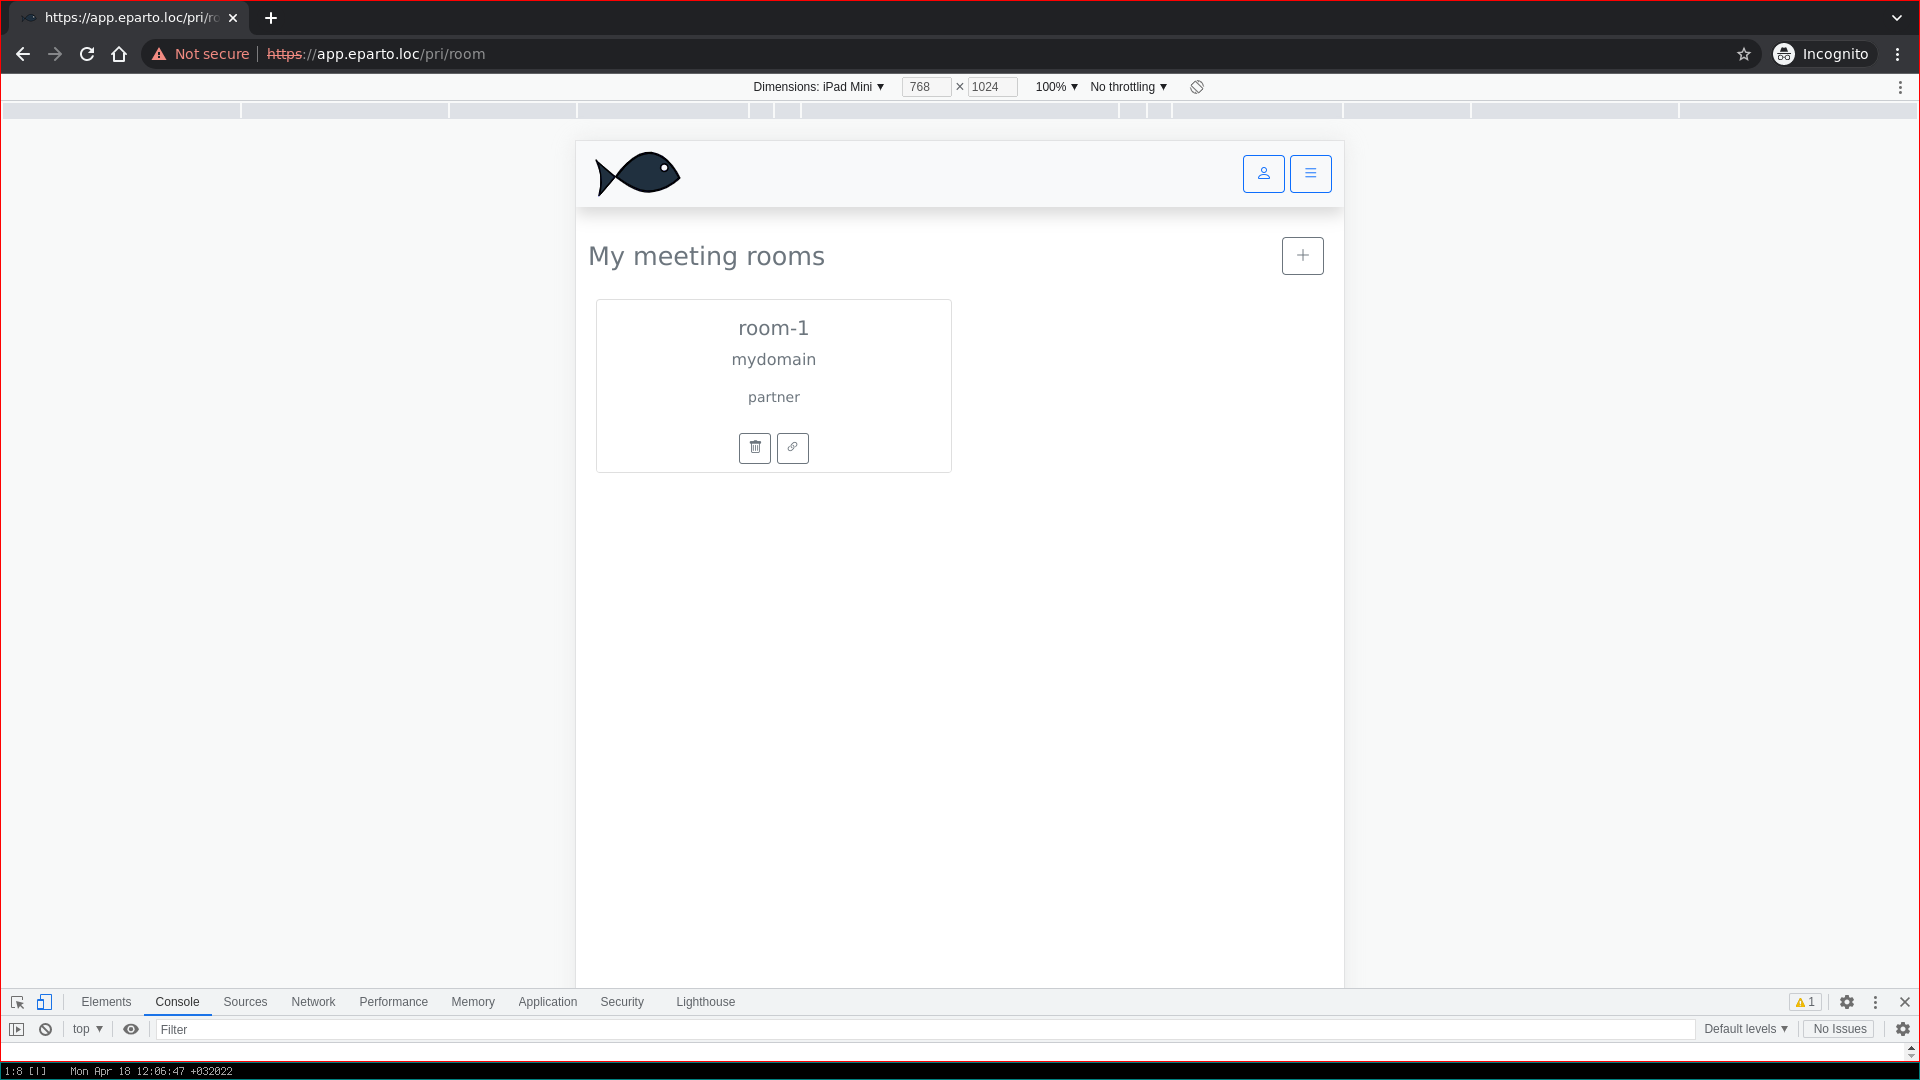 https://app.eparto.loc/pri/ro
Not secure https://app.eparto.loc/pri/room Incognito
Dimensions: iPad Mini ▼ 768 × 1024 100% ▼ No throttling ▼
My meeting rooms
room-1
mydomain
partner
Elements Console Sources Network Performance Memory Application Security Lighthouse 1
top ▼ Filter Default levels ▼ No Issues
1:8 [|] Mon Apr 18 12:06:47 +032022